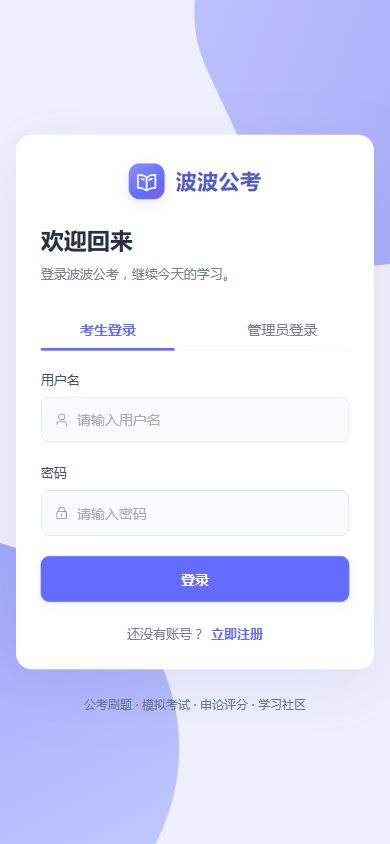 波波公考
欢迎回来
登录波波公考，继续今天的学习。
考生登录 管理员登录
用户名
请输入用户名
密码
请输入密码
登录
还没有账号？ 立即注册
公考刷题 · 模拟考试 · 申论评分 · 学习社区